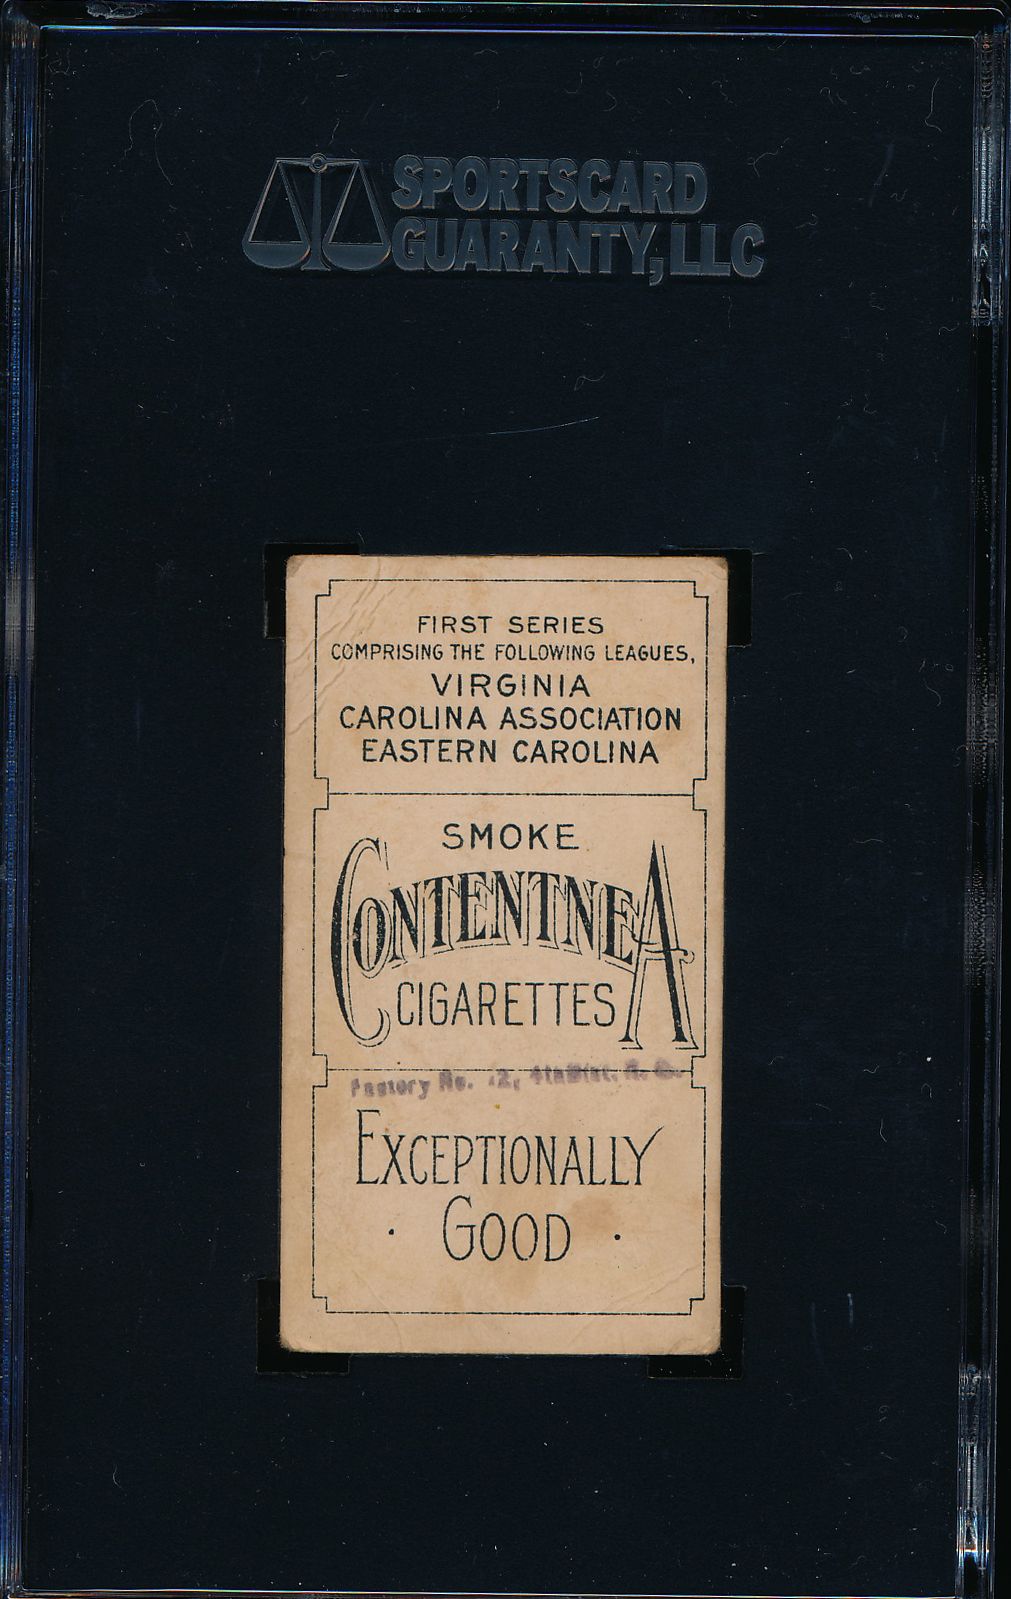 SPORTSCARD
GUARANTY, LLC
FIRST SERIES
COMPRISING THE FOLLOWING LEAGUES,
VIRGINIA
CAROLINA ASSOCIATION
EASTERN CAROLINA
SMOKE
CONTENTNEA
CIGARETTES
Factory No.
EXCEPTIONALLY
· GOOD ·